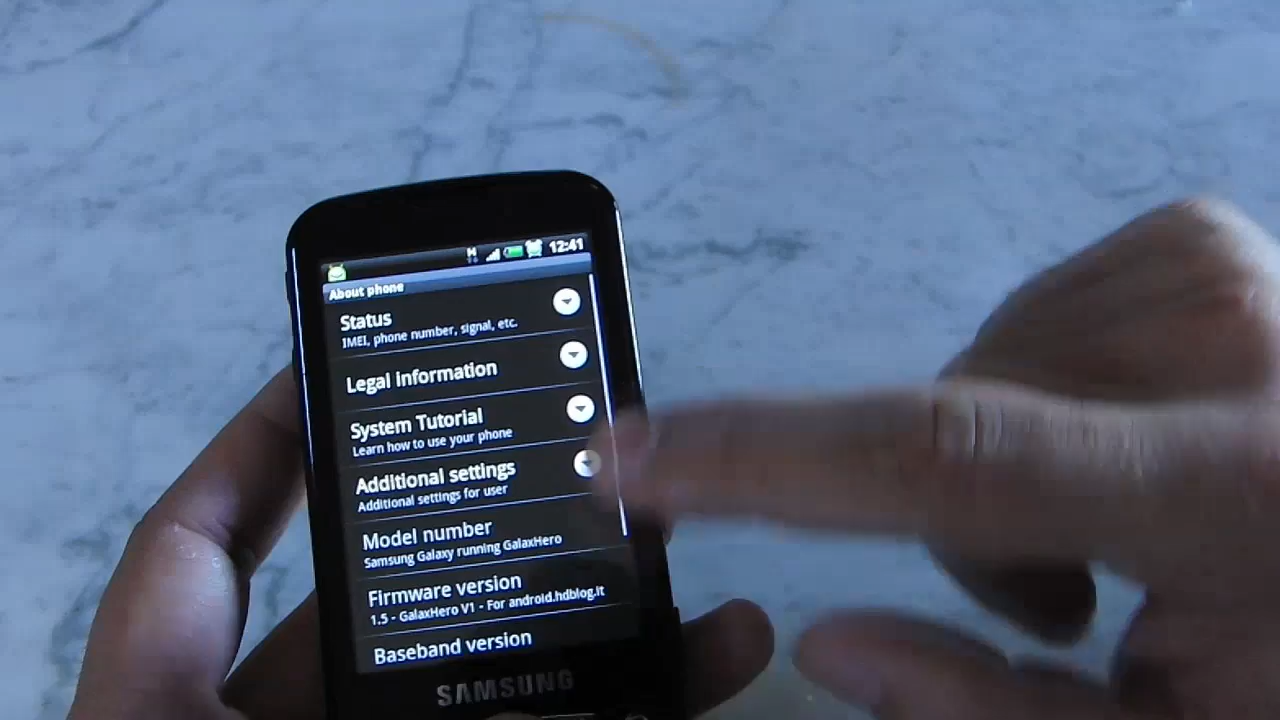 12:41
About phone
Status
IMEI, phone number, signal, etc.
Legal information
System Tutorial
Learn how to use your phone
Additional settings
Additional settings for user
Model number
Samsung Galaxy running GalaxHero
Firmware version
1.5 - GalaxHero V1 - For android.hdblog.it
Baseband version
SAMSUNG